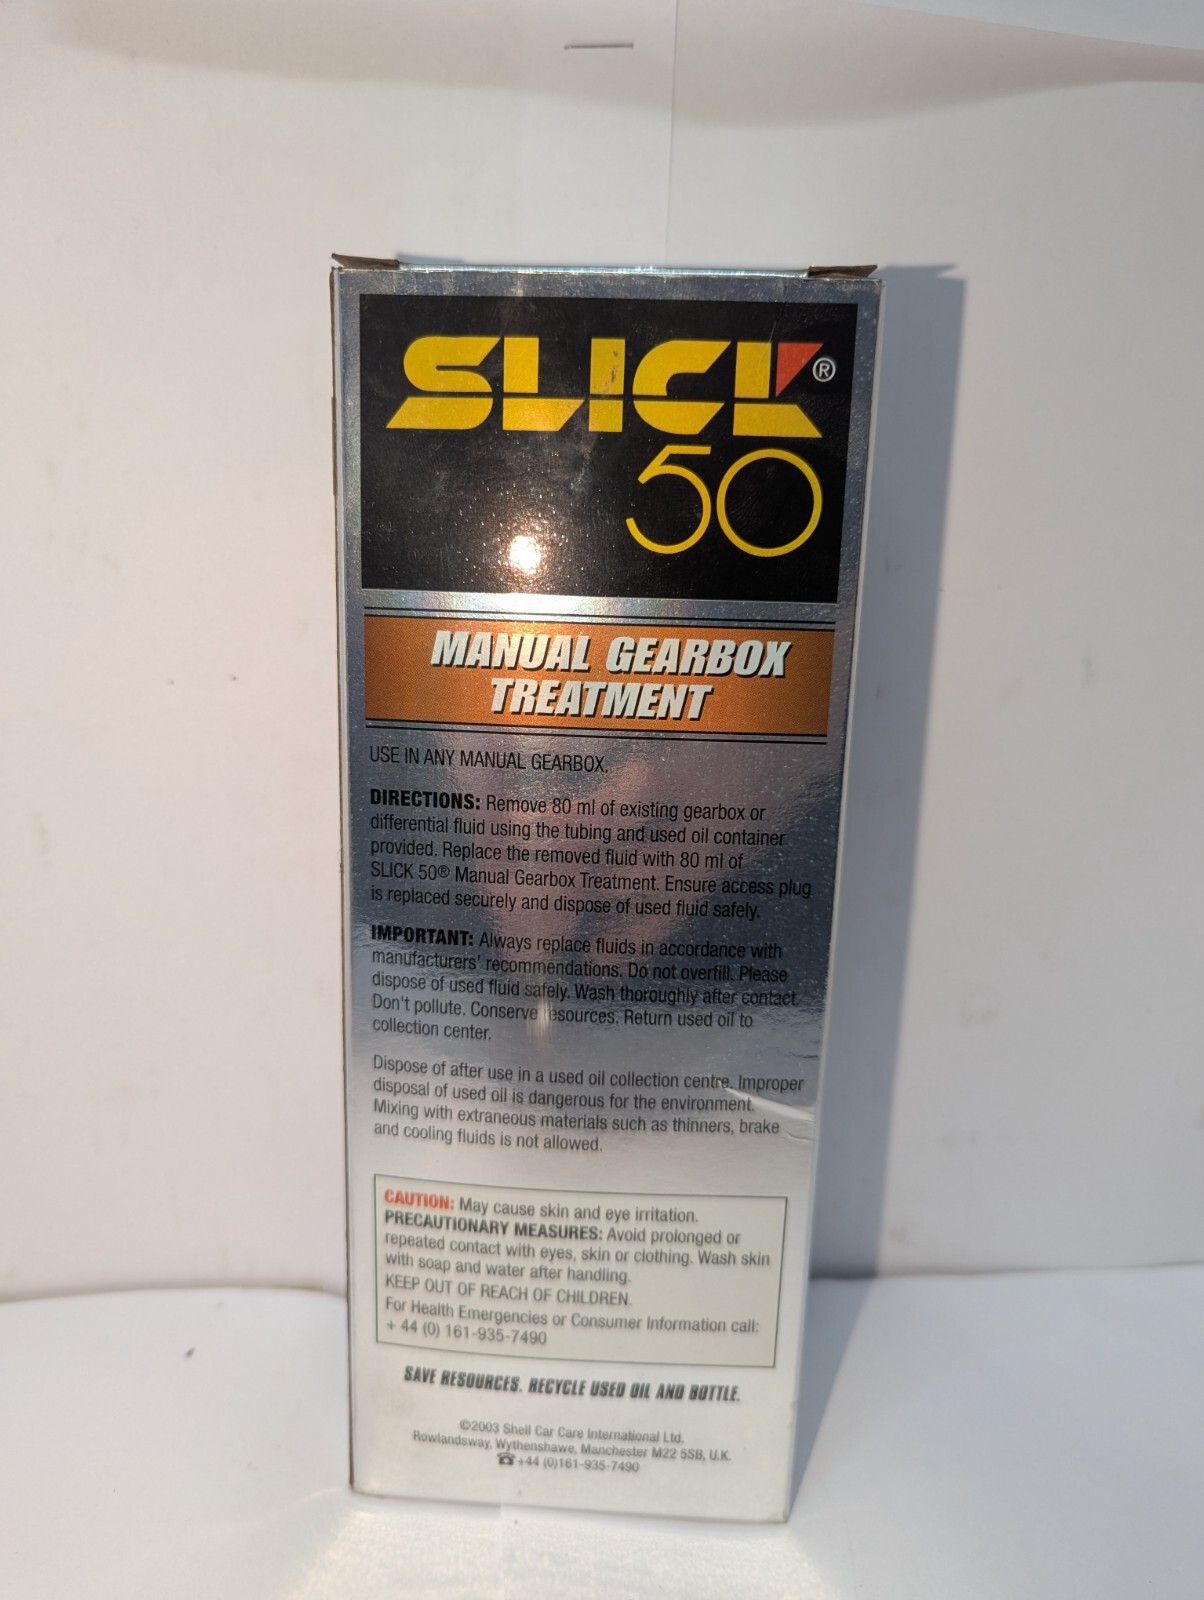 SLICK®
50
MANUAL GEARBOX
TREATMENT
USE IN ANY MANUAL GEARBOX.
DIRECTIONS: Remove 80 ml of existing gearbox or
differential fluid using the tubing and used oil container
provided. Replace the removed fluid with 80 ml of
SLICK 50® Manual Gearbox Treatment. Ensure access plug
is replaced securely and dispose of used fluid safely.
IMPORTANT: Always replace fluids in accordance with
manufacturers' recommendations. Do not overfill. Please
dispose of used fluid safely. Wash thoroughly after contact.
Don't pollute. Conserve resources. Return used oil to
collection center.
Dispose of after use in a used oil collection centre. Improper
disposal of used oil is dangerous for the environment.
Mixing with extraneous materials such as thinners, brake
and cooling fluids is not allowed.
CAUTION: May cause skin and eye irritation.
PRECAUTIONARY MEASURES: Avoid prolonged or
repeated contact with eyes, skin or clothing. Wash skin
with soap and water after handling.
KEEP OUT OF REACH OF CHILDREN.
For Health Emergencies or Consumer Information call:
+ 44 (0) 161-935-7490
SAVE RESOURCES. RECYCLE USED OIL AND BOTTLE.
©2003 Shell Car Care International Ltd.
Rowlandsway, Wythenshawe, Manchester M22 5SB, U.K.
☎+44 (0)161-935-7490